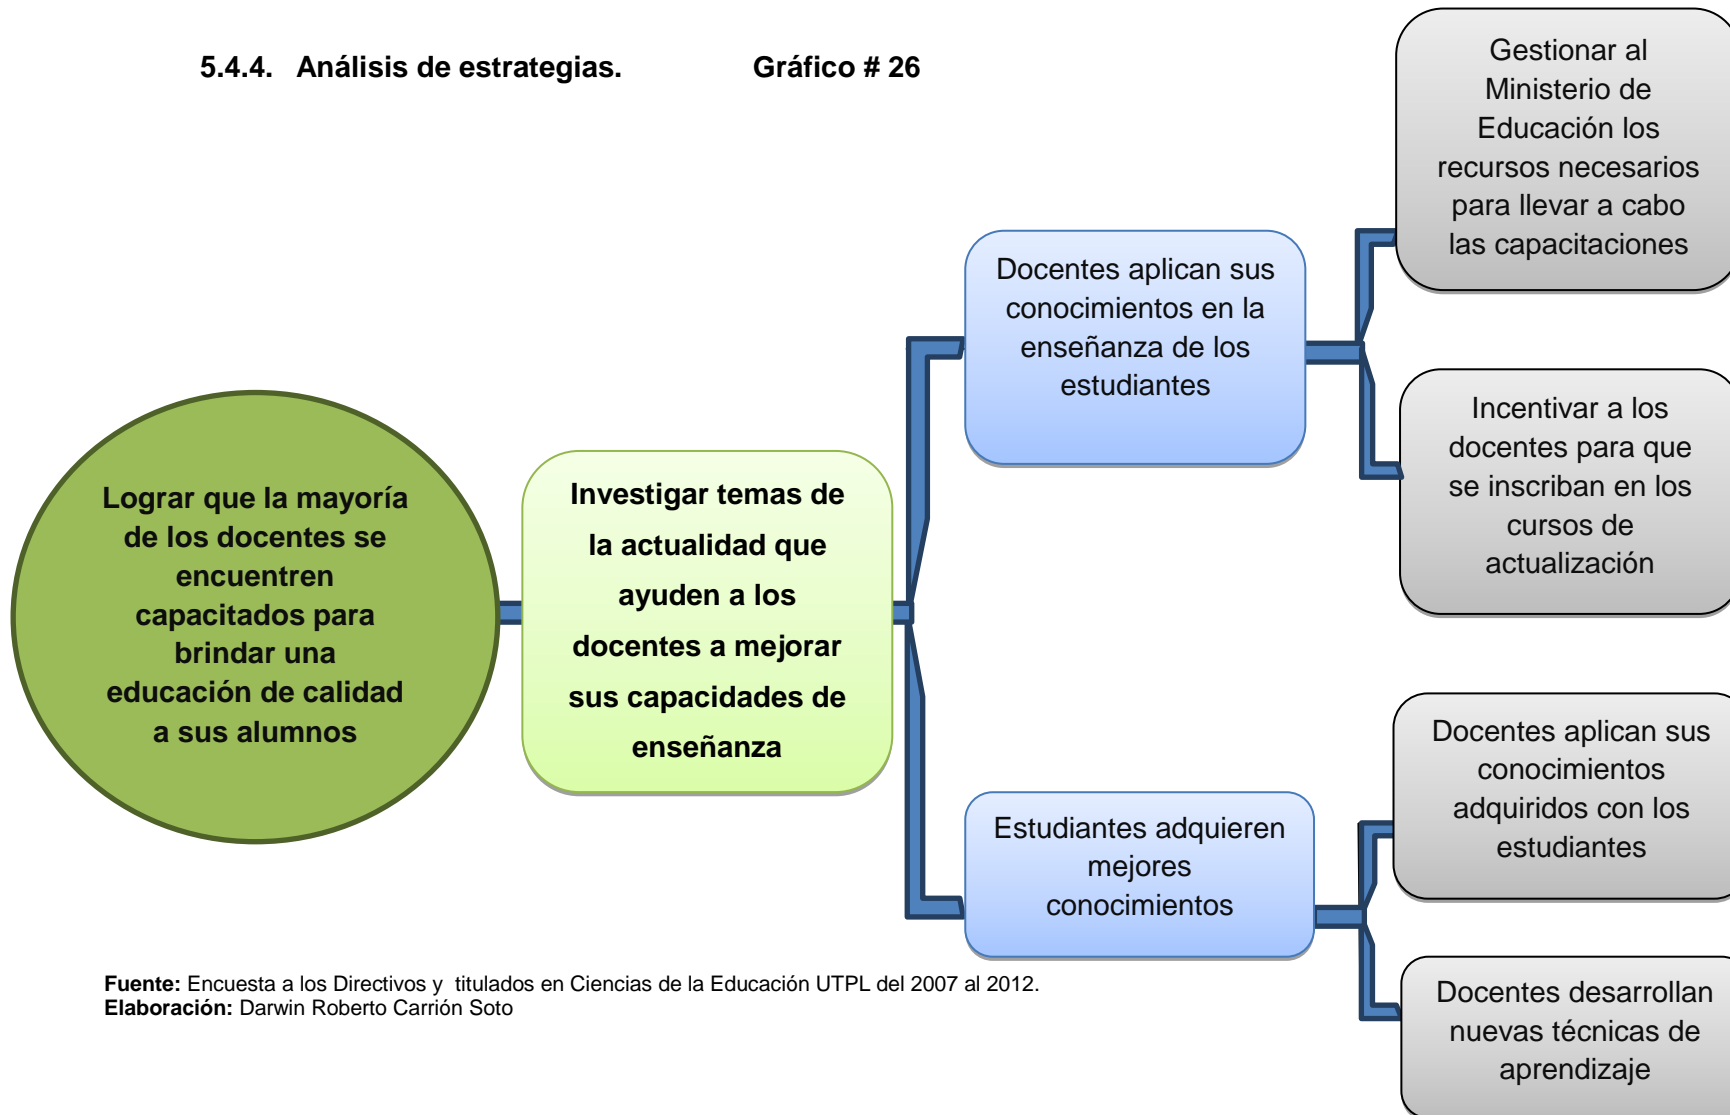 5.4.4. Análisis de estrategias. Gráfico # 26
Lograr que la mayoría
de los docentes se
encuentren
capacitados para
brindar una
educación de calidad
a sus alumnos
Investigar temas de
la actualidad que
ayuden a los
docentes a mejorar
sus capacidades de
enseñanza
Docentes aplican sus
conocimientos en la
enseñanza de los
estudiantes
Gestionar al
Ministerio de
Educación los
recursos necesarios
para llevar a cabo
las capacitaciones
Incentivar a los
docentes para que
se inscriban en los
cursos de
actualización
Estudiantes adquieren
mejores
conocimientos
Docentes aplican sus
conocimientos
adquiridos con los
estudiantes
Docentes desarrollan
nuevas técnicas de
aprendizaje
Fuente: Encuesta a los Directivos y titulados en Ciencias de la Educación UTPL del 2007 al 2012.
Elaboración: Darwin Roberto Carrión Soto